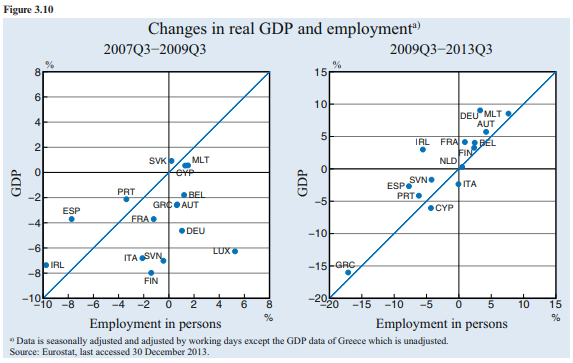 Figure 3.10
Changes in real GDP and employmentᵃ⁾
2007Q3−2009Q3
%
8
6
4
2
0
−2
−4
−6
−8
−10
GDP
SVK
MLT
CYP
PRT
BEL
GRC
AUT
ESP
FRA
DEU
LUX
ITA
SVN
IRL
FIN
−10 −8 −6 −4 −2 0 2 4 6 8
%
Employment in persons
2009Q3−2013Q3
%
15
10
5
0
−5
−10
−15
−20
GDP
DEU
MLT
AUT
IRL
FRA
BEL
FIN
NLD
SVN
ESP
ITA
PRT
CYP
GRC
−20 −15 −10 −5 0 5 10 15
%
Employment in persons
ᵃ⁾ Data is seasonally adjusted and adjusted by working days except the GDP data of Greece which is unadjusted.
Source: Eurostat, last accessed 30 December 2013.